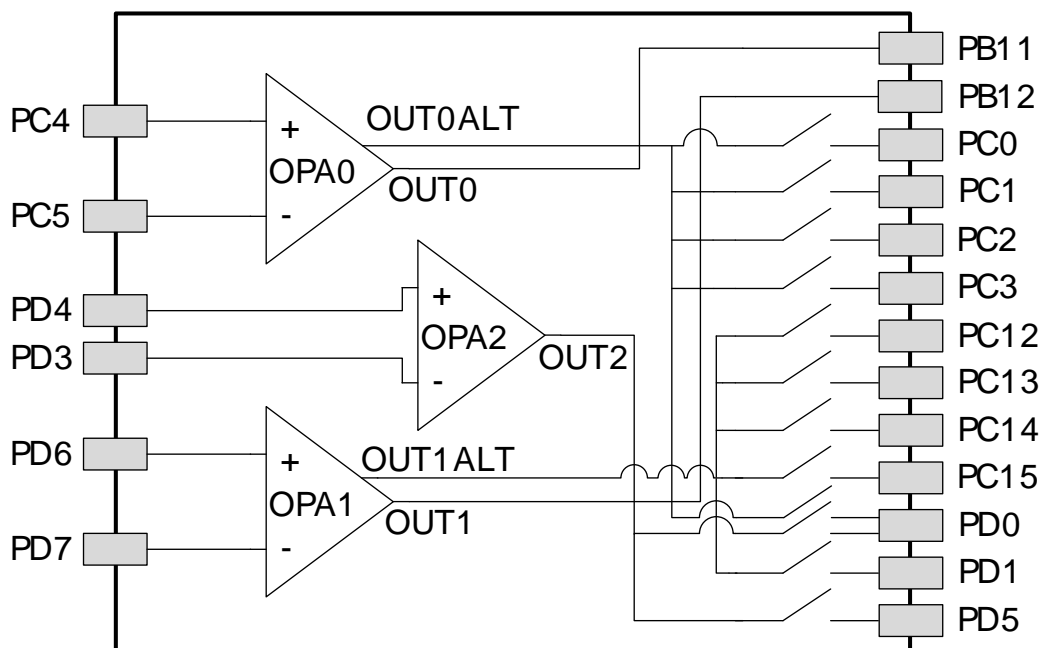 PC4
PC5
PD4
PD3
PD6
PD7
+
OPA0
-
OUT0ALT
OUT0
+
OPA2
-
OUT2
+
OPA1
-
OUT1ALT
OUT1
PB11
PB12
PC0
PC1
PC2
PC3
PC12
PC13
PC14
PC15
PD0
PD1
PD5